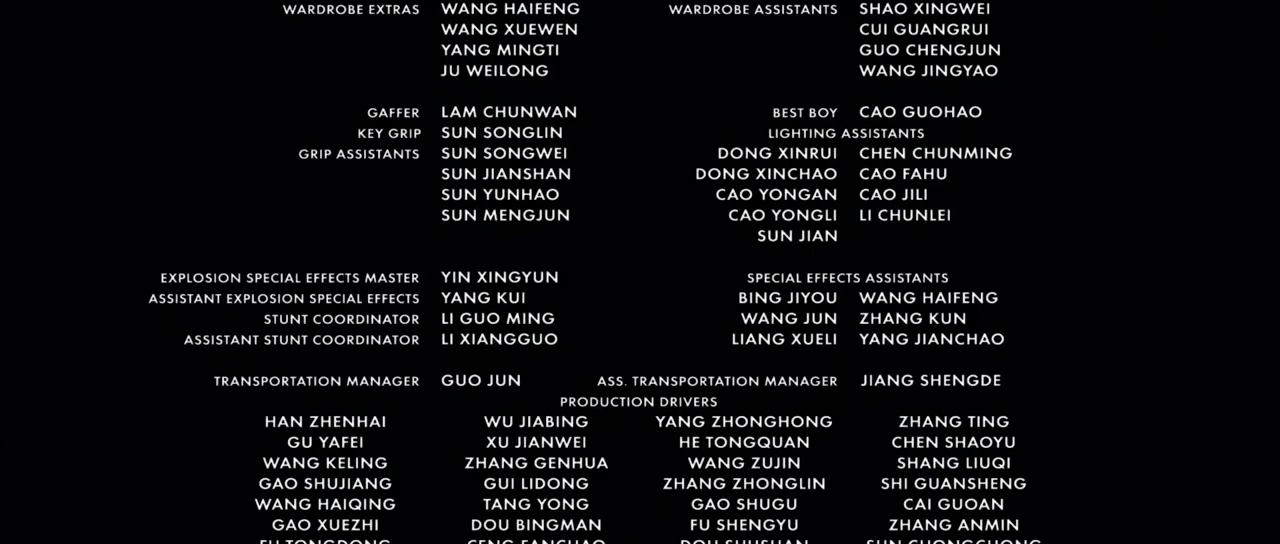 WARDROBE EXTRAS WANG HAIFENG WARDROBE ASSISTANTS SHAO XINGWEI
WANG XUEWEN CUI GUANGRUI
YANG MINGTI GUO CHENGJUN
JU WEILONG WANG JINGYAO
GAFFER LAM CHUNWAN BEST BOY CAO GUOHAO
KEY GRIP SUN SONGLIN LIGHTING ASSISTANTS
GRIP ASSISTANTS SUN SONGWEI DONG XINRUI CHEN CHUNMING
SUN JIANSHAN DONG XINCHAO CAO FAHU
SUN YUNHAO CAO YONGAN CAO JILI
SUN MENGJUN CAO YONGLI LI CHUNLEI
SUN JIAN
EXPLOSION SPECIAL EFFECTS MASTER YIN XINGYUN SPECIAL EFFECTS ASSISTANTS
ASSISTANT EXPLOSION SPECIAL EFFECTS YANG KUI BING JIYOU WANG HAIFENG
STUNT COORDINATOR LI GUO MING WANG JUN ZHANG KUN
ASSISTANT STUNT COORDINATOR LI XIANGGUO LIANG XUELI YANG JIANCHAO
TRANSPORTATION MANAGER GUO JUN ASS. TRANSPORTATION MANAGER JIANG SHENGDE
PRODUCTION DRIVERS
HAN ZHENHAI WU JIABING YANG ZHONGHONG ZHANG TING
GU YAFEI XU JIANWEI HE TONGQUAN CHEN SHAOYU
WANG KELING ZHANG GENHUA WANG ZUJIN SHANG LIUQI
GAO SHUJIANG GUI LIDONG ZHANG ZHONGLIN SHI GUANSHENG
WANG HAIQING TANG YONG GAO SHUGU CAI GUOAN
GAO XUEZHI DOU BINGMAN FU SHENGYU ZHANG ANMIN